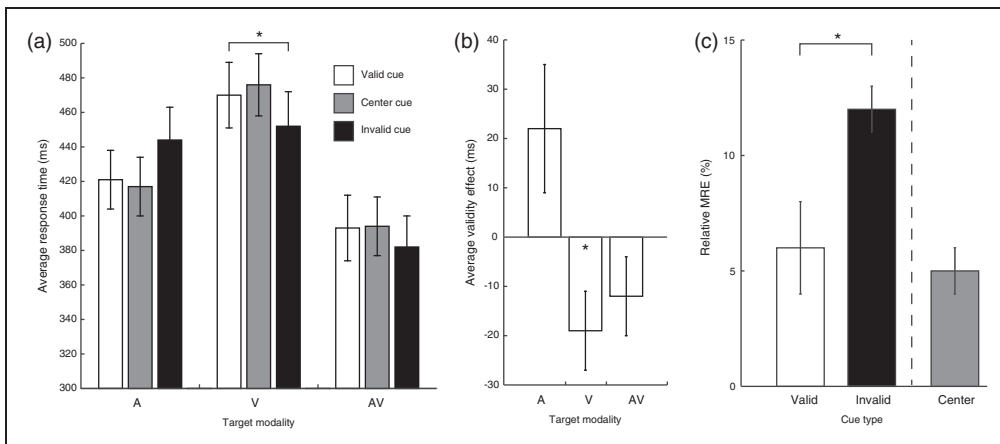 (a)
500
480
460
440
420
400
380
360
340
320
300
Average response time (ms)
*
Valid cue
Center cue
Invalid cue
A V AV
Target modality
(b)
40
30
20
10
0
-10
-20
-30
Average validity effect (ms)
*
A V AV
Target modality
(c)
15
10
5
0
Relative MRE (%)
*
Valid Invalid Center
Cue type